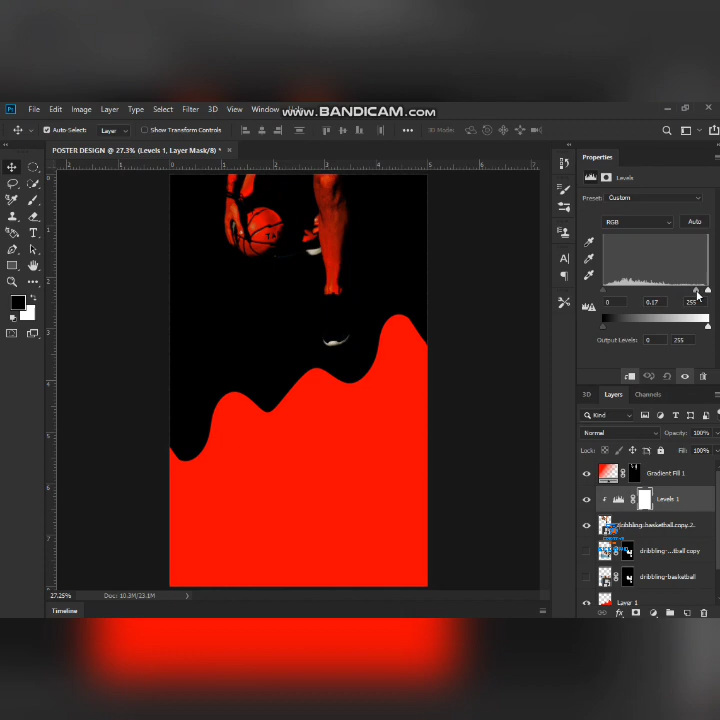 www.BANDICAM.com
Ps File Edit Image Layer Type Select Filter 3D View Window
Auto-Select: Layer Show Transform Controls 3D Mode:
POSTER DESIGN @ 27.3% (Levels 1, Layer Mask/8) *
Properties
Levels
Preset: Custom
RGB Auto
0 0.17 255
Output Levels: 0 255
3D Layers Channels
Kind
Normal Opacity: 100%
Lock: Fill: 100%
Gradient Fill 1
Levels 1
dribbling-basketball copy 2
dribbling-...tball copy
dribbling-basketball
Layer 1
27.25% Doc: 10.3M/23.1M
Timeline